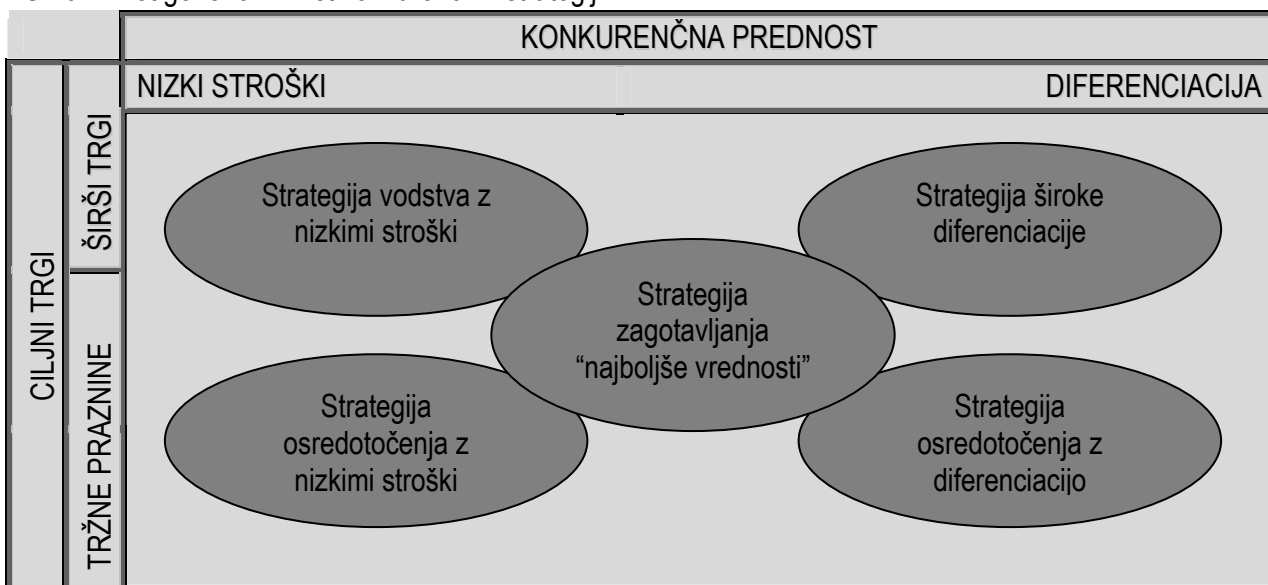 KONKURENČNA PREDNOST
NIZKI STROŠKI
DIFERENCIACIJA
CILJNI TRGI
ŠIRŠI TRGI
TRŽNE PRAZNINE
Strategija vodstva z
nizkimi stroški
Strategija široke
diferenciacije
Strategija
zagotavljanja
“najboljše vrednosti”
Strategija
osredotočenja z
nizkimi stroški
Strategija
osredotočenja z
diferenciacijo